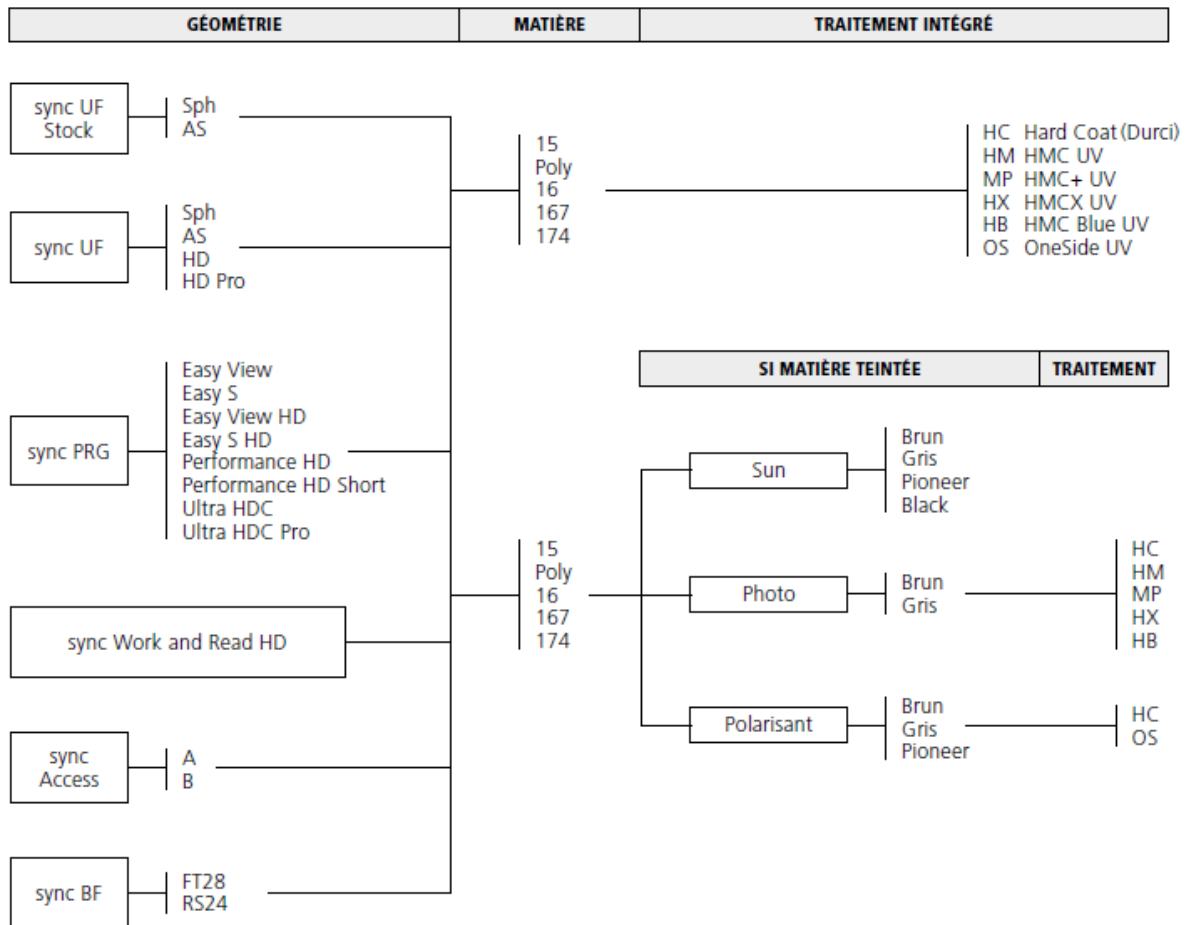 GÉOMÉTRIE
MATIÈRE
TRAITEMENT INTÉGRÉ
sync UF
Stock
Sph
AS
15
Poly
16
167
174
HC Hard Coat (Durci)
HM HMC UV
MP HMC+ UV
HX HMCX UV
HB HMC Blue UV
OS OneSide UV
sync UF
Sph
AS
HD
HD Pro
SI MATIÈRE TEINTÉE
TRAITEMENT
sync PRG
Easy View
Easy S
Easy View HD
Easy S HD
Performance HD
Performance HD Short
Ultra HDC
Ultra HDC Pro
15
Poly
16
167
174
Sun
Brun
Gris
Pioneer
Black
Photo
Brun
Gris
HC
HM
MP
HX
HB
Polarisant
Brun
Gris
Pioneer
HC
OS
sync Work and Read HD
sync
Access
A
B
sync BF
FT28
RS24